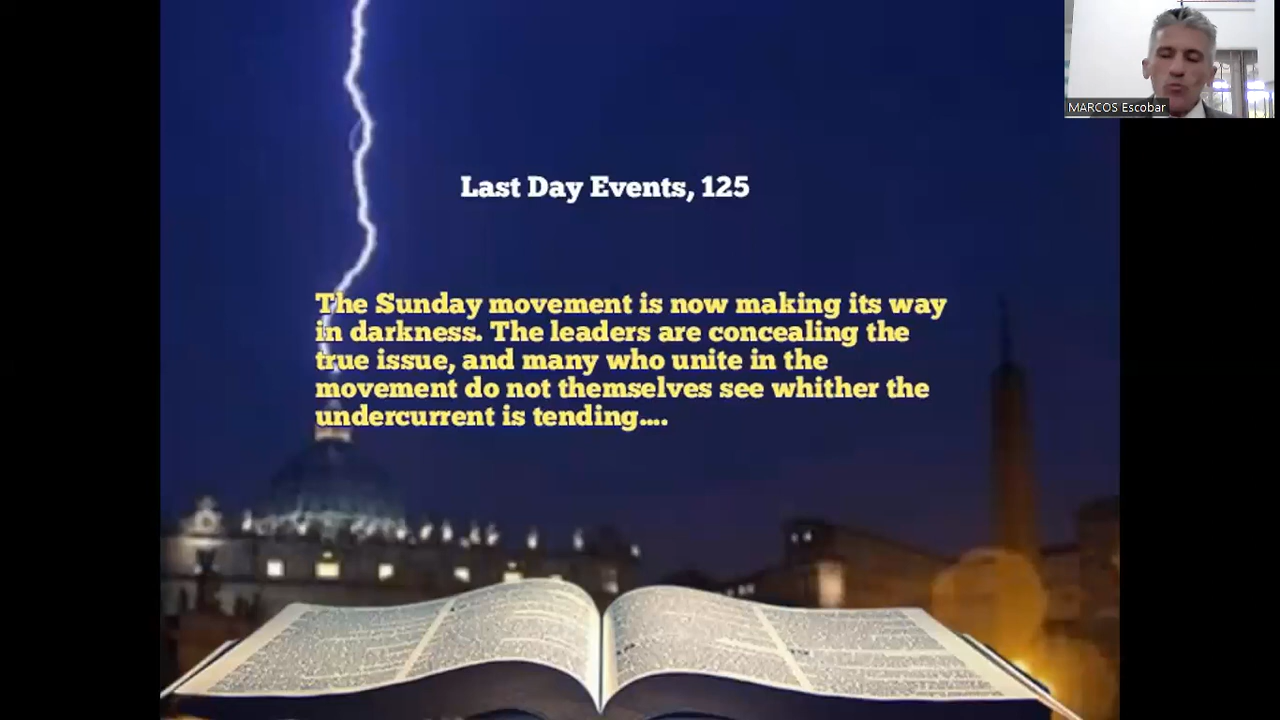 MARCOS Escobar
Last Day Events, 125
The Sunday movement is now making its way
in darkness. The leaders are concealing the
true issue, and many who unite in the
movement do not themselves see whither the
undercurrent is tending....